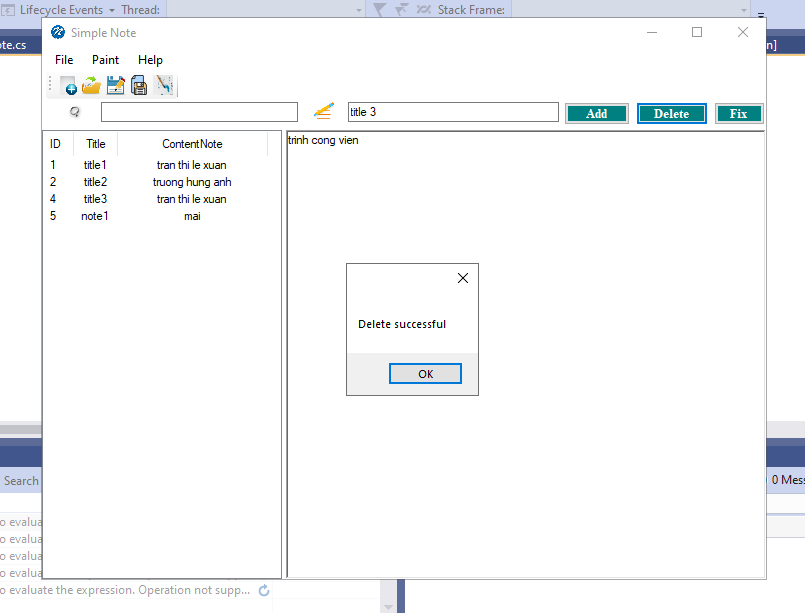 Lifecycle Events Thread: Stack Frame:
Simple Note
ote.cs
n]
File Paint Help
title 3 Add Delete Fix
ID Title ContentNote
trinh cong vien
1 title1 tran thi le xuan
2 title2 truong hung anh
4 title3 tran thi le xuan
5 note1 mai
Delete successful
OK
Search
0 Mess
o evalua
o evalua
o evalua
o evalua
o evaluate the expression. Operation not supp...